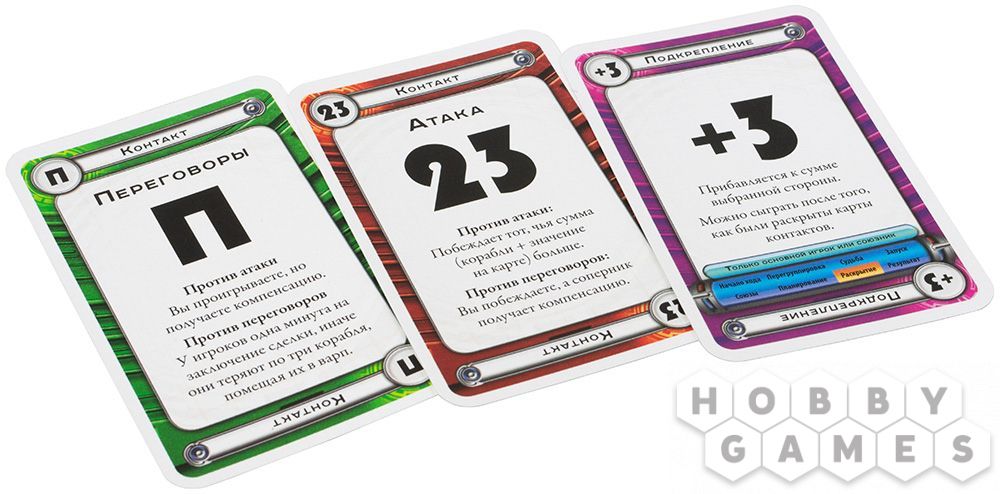 Контакт
П
Переговоры
П
Против атаки
Вы проигрываете, но
получаете компенсацию.
Против переговоров
У игроков одна минута на
заключение сделки, иначе
они теряют по три корабля,
помещая их в варп.
П
Контакт
23
Контакт
Атака
23
Против атаки:
Побеждает тот, чья сумма
(корабли + значение
на карте) больше.
Против переговоров:
Вы побеждаете, а соперник
получает компенсацию.
23
Контакт
+3
Подкрепление
+3
Прибавляется к сумме
выбранной стороны.
Можно сыграть после того,
как были раскрыты карты
контактов.
Только основной игрок или союзник
Начало хода Перегруппировка Судьба Запуск
Союзы Планирование Раскрытие Результат
+3
Подкрепление
HOBBY
GAMES